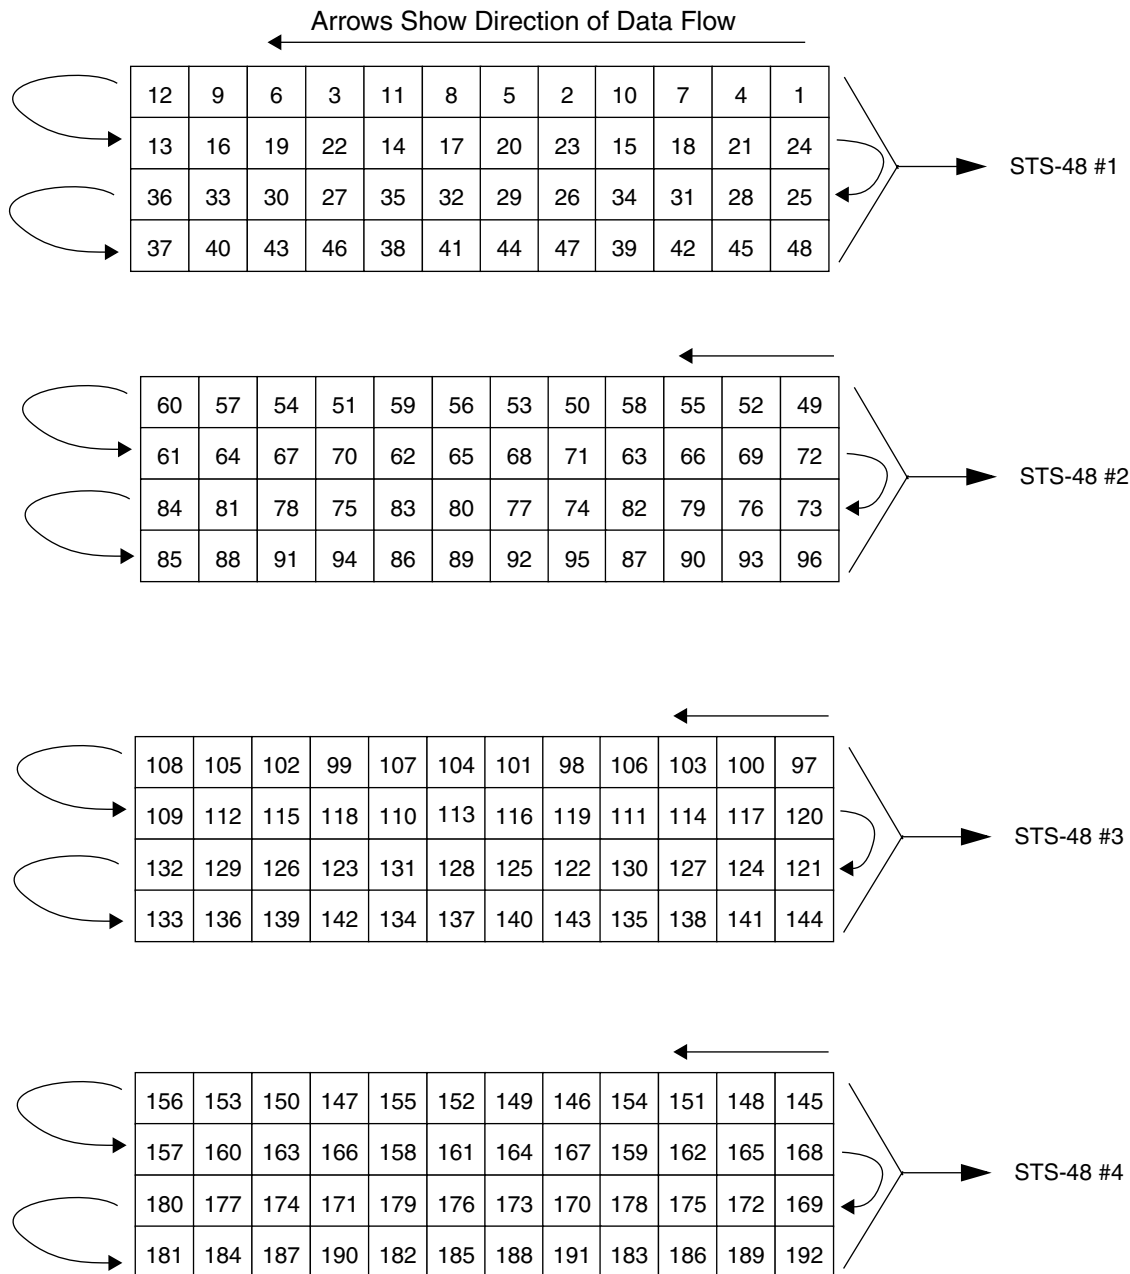 Arrows Show Direction of Data Flow
12 9 6 3 11 8 5 2 10 7 4 1
13 16 19 22 14 17 20 23 15 18 21 24
STS-48 #1
36 33 30 27 35 32 29 26 34 31 28 25
37 40 43 46 38 41 44 47 39 42 45 48
60 57 54 51 59 56 53 50 58 55 52 49
61 64 67 70 62 65 68 71 63 66 69 72
STS-48 #2
84 81 78 75 83 80 77 74 82 79 76 73
85 88 91 94 86 89 92 95 87 90 93 96
108 105 102 99 107 104 101 98 106 103 100 97
109 112 115 118 110 113 116 119 111 114 117 120
STS-48 #3
132 129 126 123 131 128 125 122 130 127 124 121
133 136 139 142 134 137 140 143 135 138 141 144
156 153 150 147 155 152 149 146 154 151 148 145
157 160 163 166 158 161 164 167 159 162 165 168
STS-48 #4
180 177 174 171 179 176 173 170 178 175 172 169
181 184 187 190 182 185 188 191 183 186 189 192